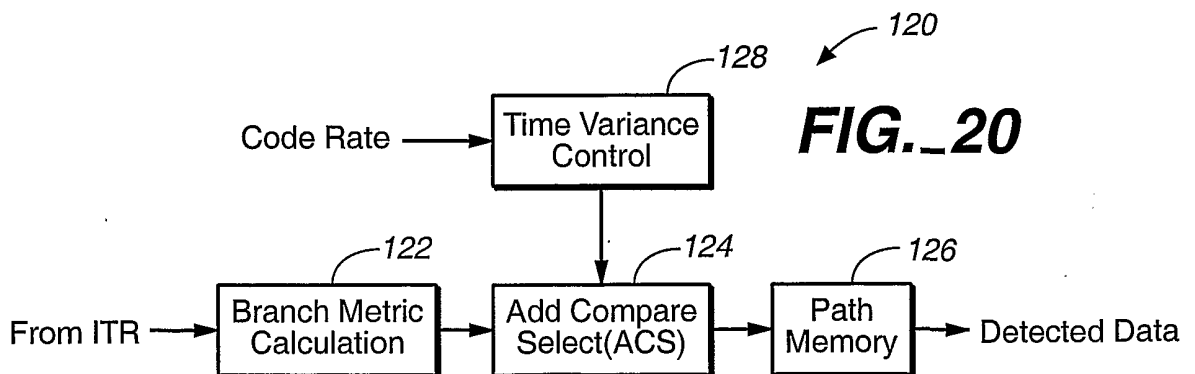 120
128
Code Rate
Time Variance
Control
FIG._20
122
124
126
From ITR
Branch Metric
Calculation
Add Compare
Select(ACS)
Path
Memory
Detected Data